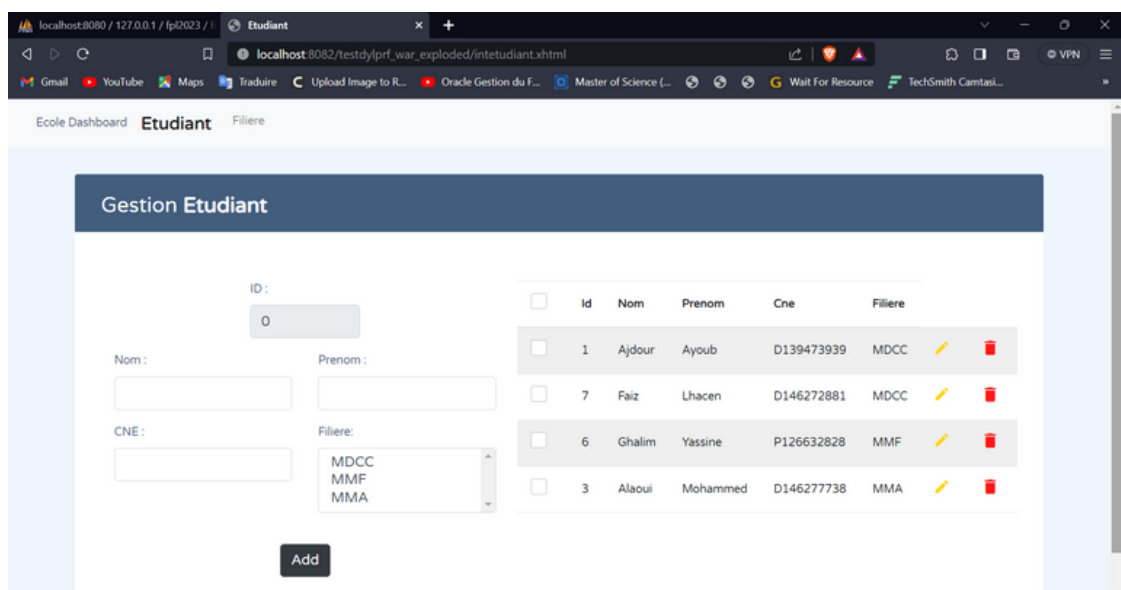 localhost:8080 / 127.0.0.1 / fpl2023 / Etudiant
localhost:8082/testdylprf_war_exploded/intetudiant.xhtml VPN
Gmail YouTube Maps Traduire Upload Image to R... Oracle Gestion du F... Master of Science (... Wait For Resource TechSmith Camtasi...
Ecole Dashboard Etudiant Filiere
Gestion Etudiant
ID :
0
Nom : Prenom :
CNE : Filiere:
MDCC
MMF
MMA
Add
Id Nom Prenom Cne Filiere
1 Ajdour Ayoub D139473939 MDCC
7 Faiz Lhacen D146272881 MDCC
6 Ghalim Yassine P126632828 MMF
3 Alaoui Mohammed D146277738 MMA